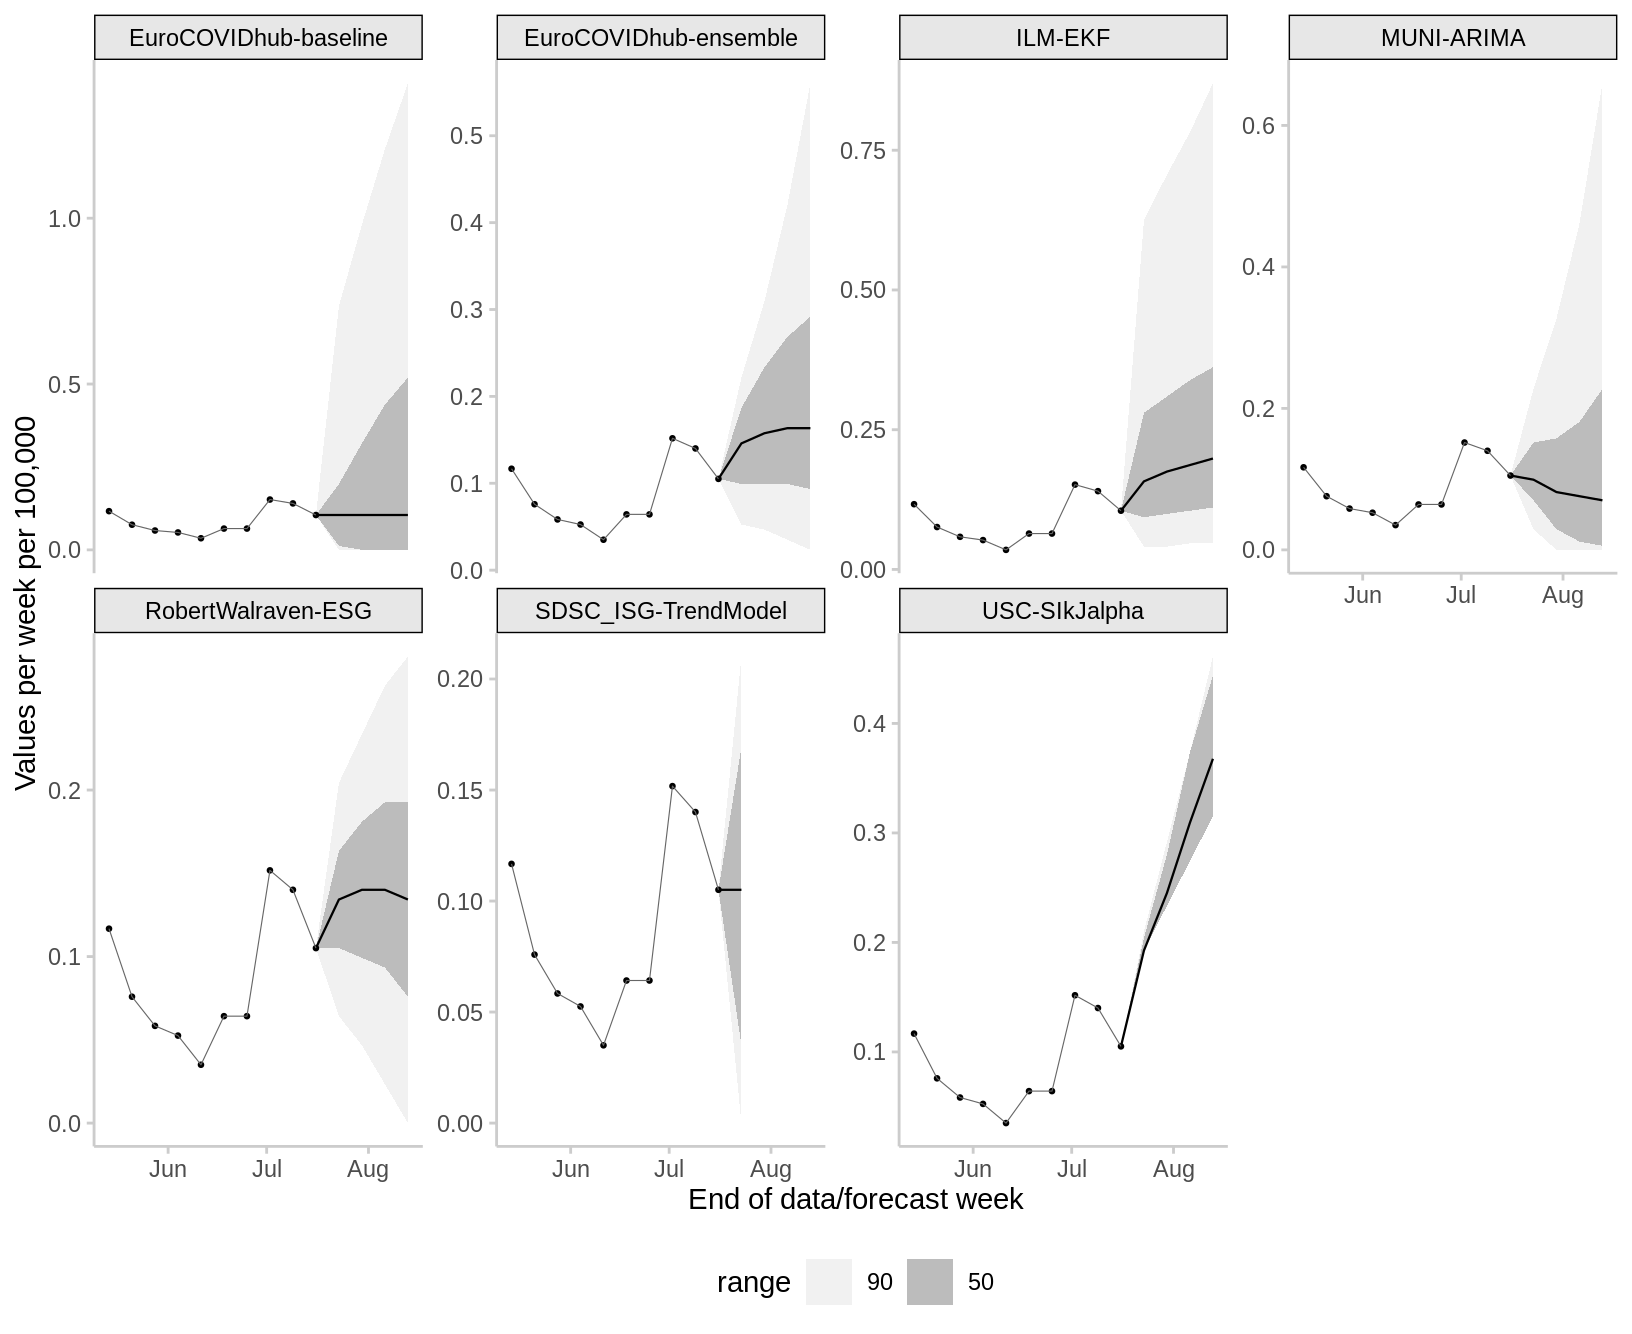 EuroCOVIDhub-baseline
EuroCOVIDhub-ensemble
ILM-EKF
MUNI-ARIMA
1.0
0.5
0.0
0.5
0.4
0.3
0.2
0.1
0.0
0.75
0.50
0.25
0.00
0.6
0.4
0.2
0.0
Jun Jul Aug
Values per week per 100,000
RobertWalraven-ESG
SDSC_ISG-TrendModel
USC-SIkJalpha
0.2
0.1
0.0
0.20
0.15
0.10
0.05
0.00
0.4
0.3
0.2
0.1
Jun Jul Aug
Jun Jul Aug
Jun Jul Aug
End of data/forecast week
range 90 50